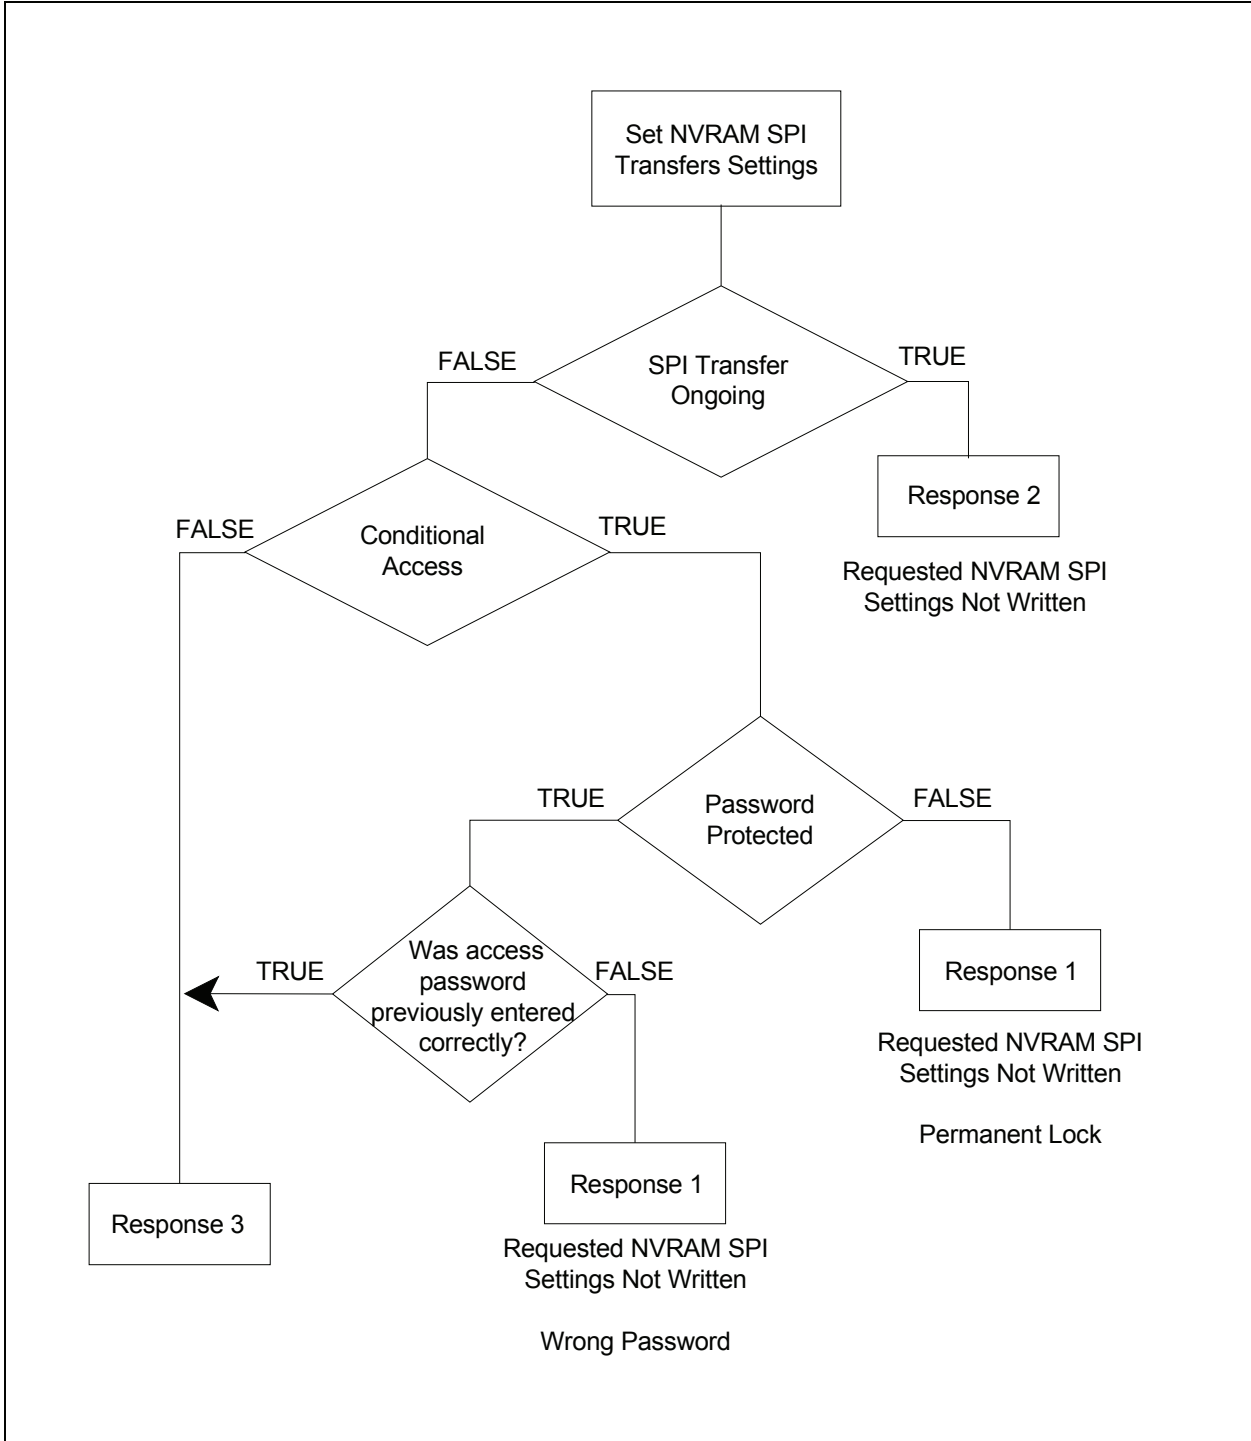 Set NVRAM SPI
Transfers Settings
FALSE
SPI Transfer
Ongoing
TRUE
Response 2
Requested NVRAM SPI
Settings Not Written
FALSE
Conditional
Access
TRUE
TRUE
Password
Protected
FALSE
Response 1
Requested NVRAM SPI
Settings Not Written
Permanent Lock
TRUE
Was access
password
previously entered
correctly?
FALSE
Response 1
Requested NVRAM SPI
Settings Not Written
Wrong Password
Response 3